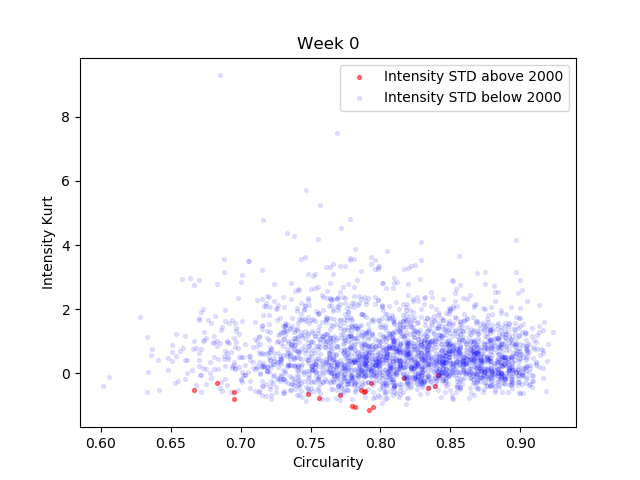 Week 0
Intensity STD above 2000
Intensity STD below 2000
Intensity Kurt
8
6
4
2
0
0.60 0.65 0.70 0.75 0.80 0.85 0.90
Circularity